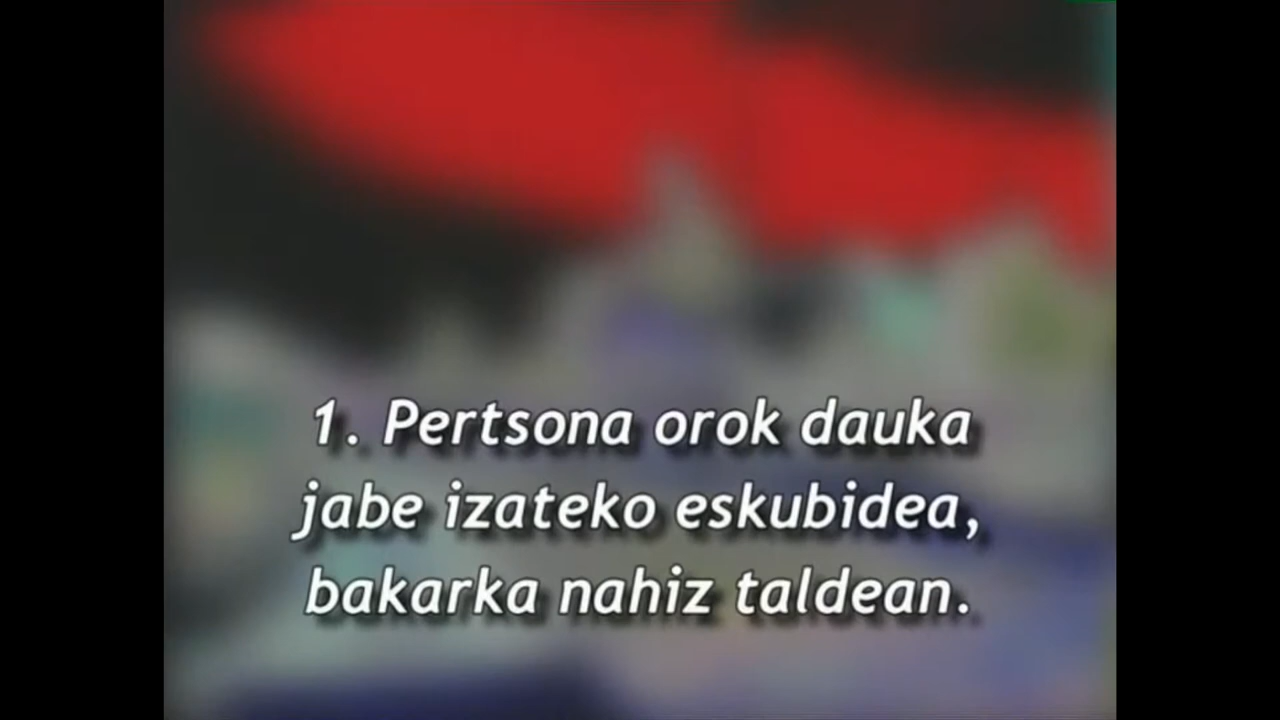 1. Pertsona orok dauka
jabe izateko eskubidea,
bakarka nahiz taldean.